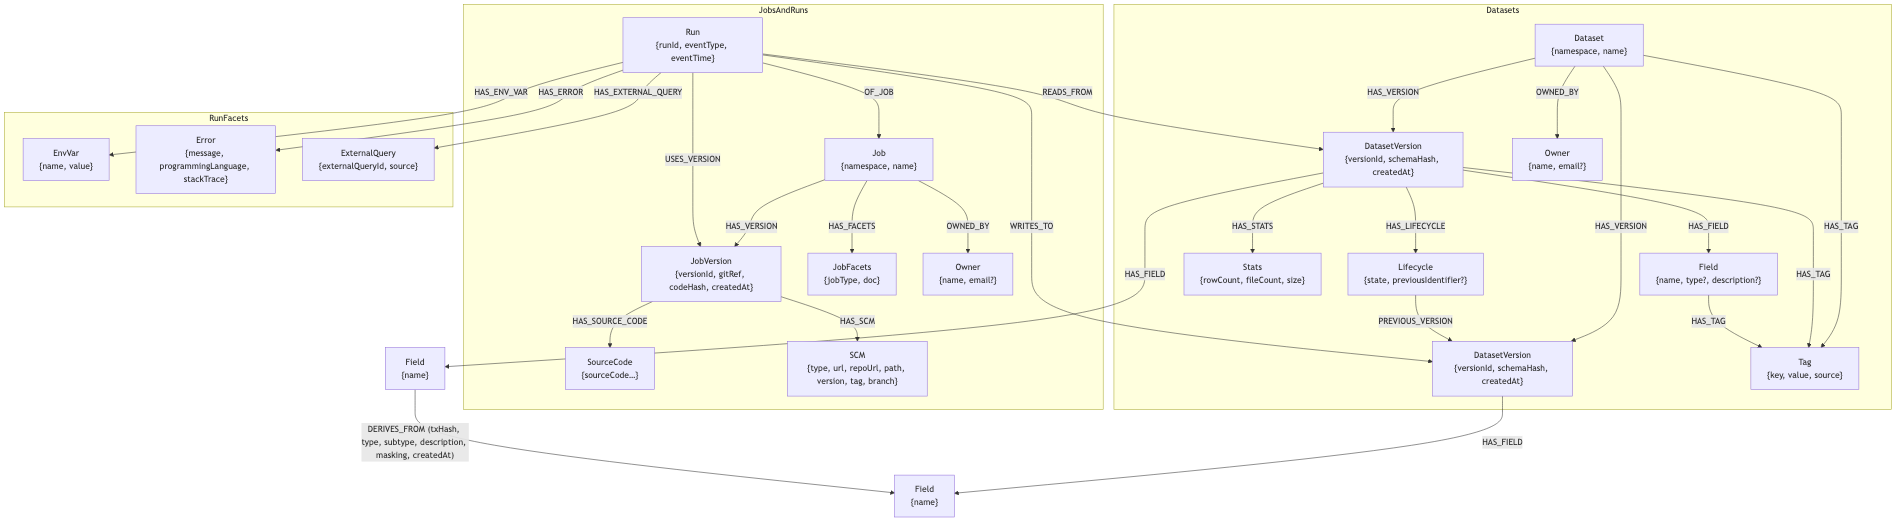 JobsAndRuns
Datasets
Run
{runId, eventType,
eventTime}
Dataset
{namespace, name}
HAS_ENV_VAR
HAS_ERROR
HAS_EXTERNAL_QUERY
OF_JOB
READS_FROM
HAS_VERSION
OWNED_BY
RunFacets
EnvVar
{name, value}
Error
{message,
programmingLanguage,
stackTrace}
ExternalQuery
{externalQueryId, source}
USES_VERSION
Job
{namespace, name}
DatasetVersion
{versionId, schemaHash,
createdAt}
Owner
{name, email?}
HAS_VERSION
HAS_FACETS
OWNED_BY
WRITES_TO
HAS_STATS
HAS_LIFECYCLE
HAS_VERSION
HAS_FIELD
HAS_TAG
JobVersion
{versionId, gitRef,
codeHash, createdAt}
JobFacets
{jobType, doc}
Owner
{name, email?}
HAS_FIELD
Stats
{rowCount, fileCount, size}
Lifecycle
{state, previousIdentifier?}
Field
{name, type?, description?}
HAS_TAG
HAS_SOURCE_CODE
HAS_SCM
PREVIOUS_VERSION
HAS_TAG
Field
{name}
SourceCode
{sourceCode...}
SCM
{type, url, repoUrl, path,
version, tag, branch}
DatasetVersion
{versionId, schemaHash,
createdAt}
Tag
{key, value, source}
DERIVES_FROM (txHash,
type, subtype, description,
masking, createdAt)
HAS_FIELD
Field
{name}